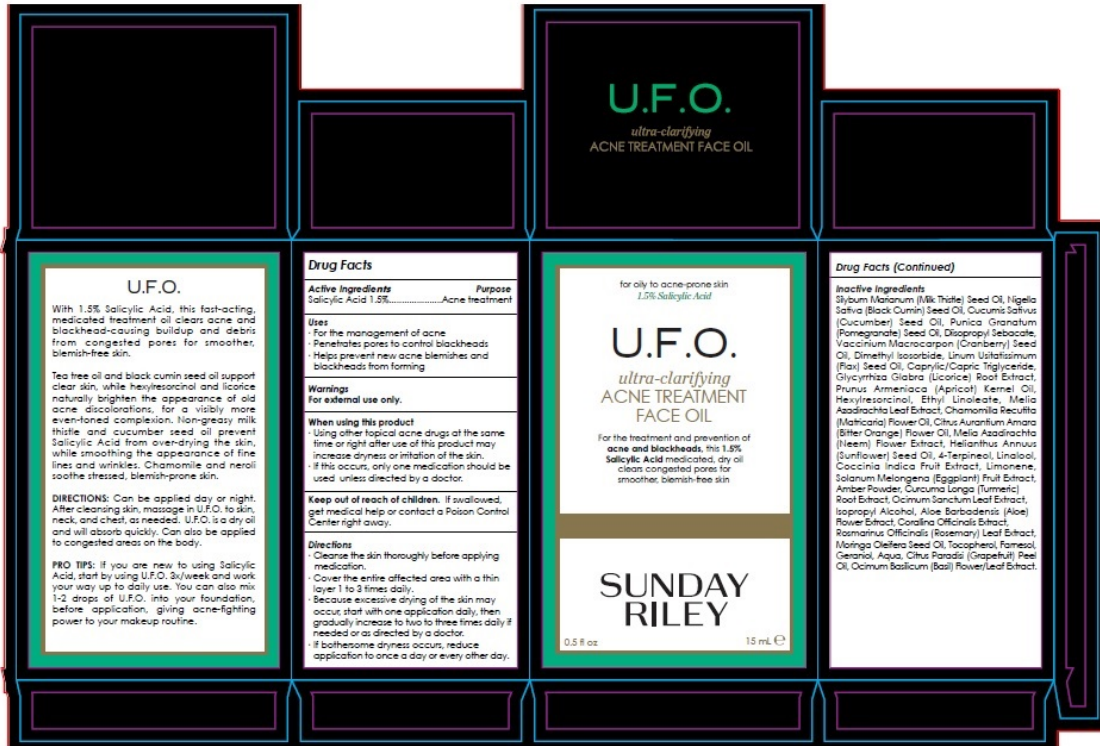 U.F.O.
ultra-clarifying
ACNE TREATMENT FACE OIL
U.F.O.
With 1.5% Salicylic Acid, this fast-acting,
medicated treatment oil clears acne and
blackhead-causing buildup and debris
from congested pores for smoother,
blemish-free skin.
Tea tree oil and black cumin seed oil support
clear skin, while hexylresorcinol and licorice
naturally brighten the appearance of old
acne discolorations, for a visibly more
even-toned complexion. Non-greasy milk
thistle and cucumber seed oil prevent
Salicylic Acid from over-drying the skin,
while smoothing the appearance of fine
lines and wrinkles. Chamomile and neroli
soothe stressed, blemish-prone skin.
DIRECTIONS: Can be applied day or night.
After cleansing skin, massage in U.F.O. to skin,
neck, and chest, as needed. U.F.O. is a dry oil
and will absorb quickly. Can also be applied
to congested areas on the body.
PRO TIPS: If you are new to using Salicylic
Acid, start by using U.F.O. 3x/week and work
your way up to daily use. You can also mix
1-2 drops of U.F.O. into your foundation,
before application, giving acne-fighting
power to your makeup routine.
Drug Facts
Active Ingredients Purpose
Salicylic Acid 1.5%.....................Acne treatment
Uses
· For the management of acne
· Penetrates pores to control blackheads
· Helps prevent new acne blemishes and
blackheads from forming
Warnings
For external use only.
When using this product
· Using other topical acne drugs at the same
time or right after use of this product may
increase dryness or irritation of the skin.
· If this occurs, only one medication should be
used unless directed by a doctor.
Keep out of reach of children. If swallowed,
get medical help or contact a Poison Control
Center right away.
Directions
· Cleanse the skin thoroughly before applying
medication.
· Cover the entire affected area with a thin
layer 1 to 3 times daily.
· Because excessive drying of the skin may
occur, start with one application daily, then
gradually increase to two to three times daily if
needed or as directed by a doctor.
· If bothersome dryness occurs, reduce
application to once a day or every other day.
for oily to acne-prone skin
1.5% Salicylic Acid
U.F.O.
ultra-clarifying
ACNE TREATMENT
FACE OIL
For the treatment and prevention of
acne and blackheads, this 1.5%
Salicylic Acid medicated, dry oil
clears congested pores for
smoother, blemish-free skin
SUNDAY
RILEY
0.5 fl oz 15 mL ℮
Drug Facts (Continued)
Inactive Ingredients
Slybum Marianum (Milk Thistle) Seed Oil, Nigella
Sativa (Black Cumin) Seed Oil, Cucumis Sativus
(Cucumber) Seed Oil, Punica Granatum
(Pomegranate) Seed Oil, Diisopropyl Sebacate,
Vaccinium Macrocarpon (Cranberry) Seed
Oil, Dimethyl Isosorbide, Linum Usitatissimum
(Flax) Seed Oil, Caprylic/Capric Triglyceride,
Glycyrrhiza Glabra (Licorice) Root Extract,
Prunus Armeniaca (Apricot) Kernel Oil,
Hexylresorcinol, Ethyl Linoleate, Melia
Azadirachta Leaf Extract, Chamomilla Recutita
(Matricaria) Flower Oil, Citrus Aurantium Amara
(Bitter Orange) Flower Oil, Melia Azadirachta
(Neem) Flower Extract, Helianthus Annuus
(Sunflower) Seed Oil, 4-Terpineol, Linalool,
Coccinia Indica Fruit Extract, Limonene,
Solanum Melongena (Eggplant) Fruit Extract,
Amber Powder, Curcuma Longa (Turmeric)
Root Extract, Ocimum Sanctum Leaf Extract,
Isopropyl Alcohol, Aloe Barbadensis (Aloe)
Flower Extract, Corallina Officinalis Extract,
Rosmarinus Officinalis (Rosemary) Leaf Extract,
Moringa Oleifera Seed Oil, Tocopherol, Farnesol,
Geraniol, Aqua, Citrus Paradisi (Grapefruit) Peel
Oil, Ocimum Basilicum (Basil) Flower/Leaf Extract.